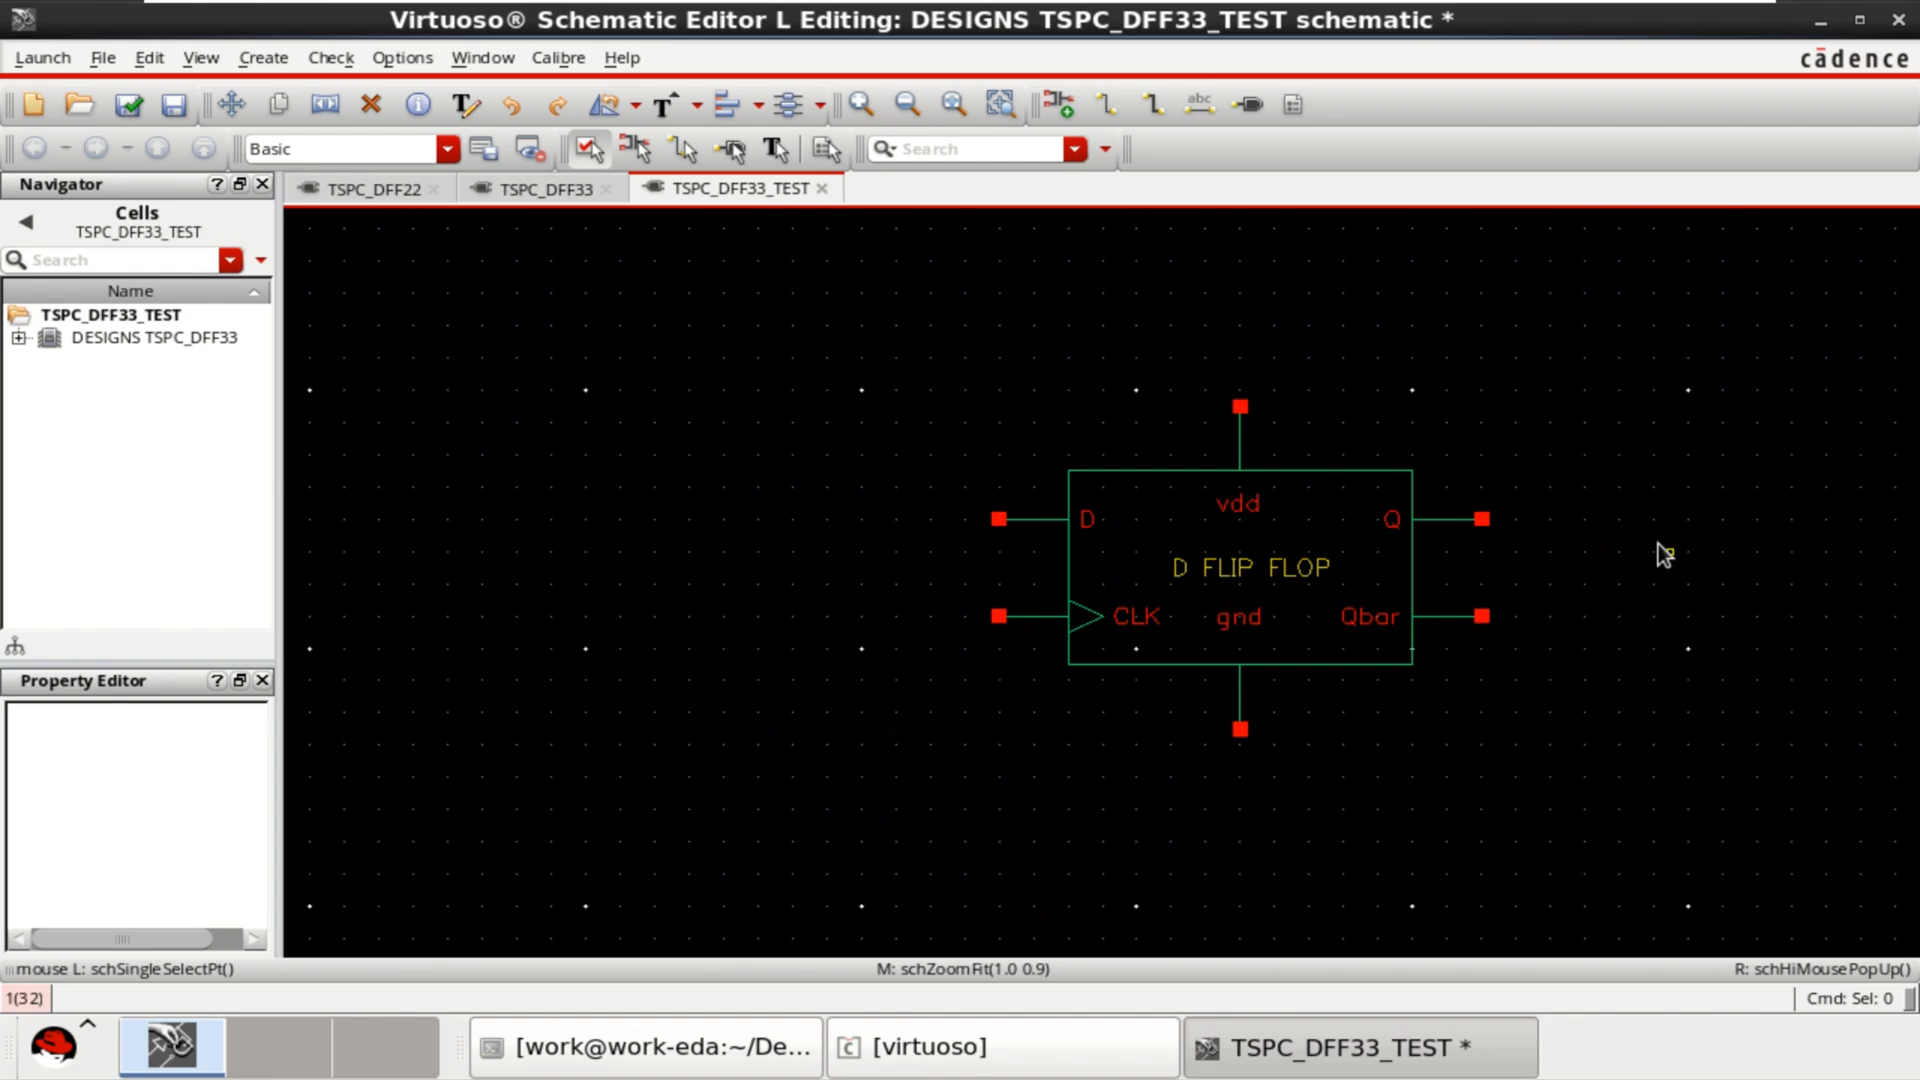 Virtuoso® Schematic Editor L Editing: DESIGNS TSPC_DFF33_TEST schematic *
Launch File Edit View Create Check Options Window Calibre Help
cādence
abc
Basic
Search
Navigator
TSPC_DFF22
TSPC_DFF33
TSPC_DFF33_TEST
Cells
TSPC_DFF33_TEST
Search
Name
TSPC_DFF33_TEST
DESIGNS TSPC_DFF33
vdd
D
Q
D FLIP FLOP
CLK
gnd
Qbar
Property Editor
mouse L: schSingleSelectPt()
M: schZoomFit(1.0 0.9)
R: schHiMousePopUp()
1(32)
Cmd: Sel: 0
[work@work-eda:~/De...
[virtuoso]
TSPC_DFF33_TEST *